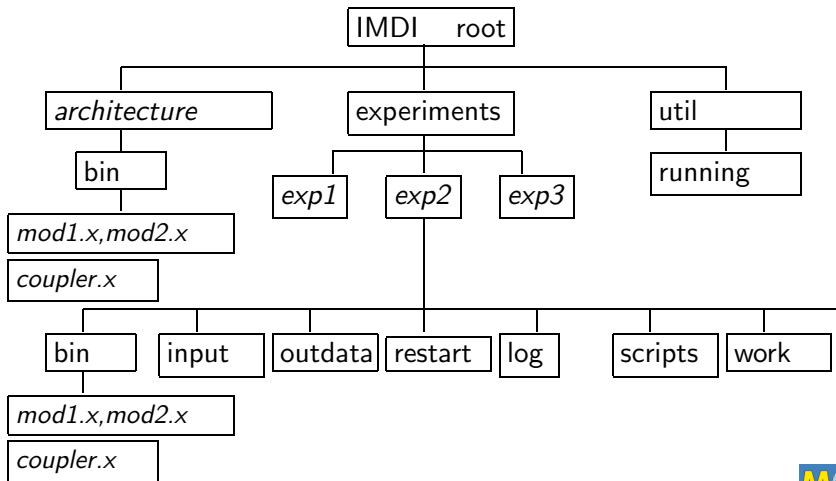 IMDI root
architecture experiments util
bin running
exp1 exp2 exp3
mod1.x,mod2.x
coupler.x
bin input outdata restart log scripts work
mod1.x,mod2.x
coupler.x